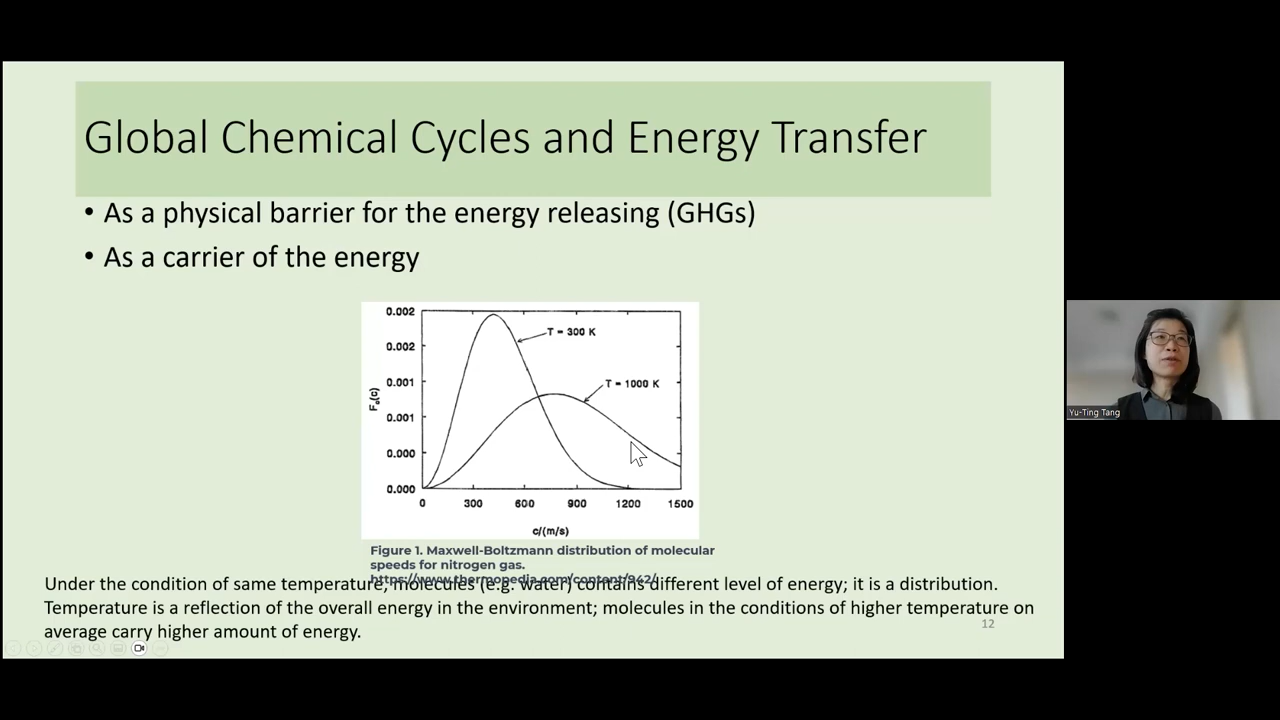 Global Chemical Cycles and Energy Transfer
• As a physical barrier for the energy releasing (GHGs)
• As a carrier of the energy
0.002
0.002
0.001
0.001
0.000
0.000
F₀(c)
T = 300 K
T = 1000 K
0 300 600 900 1200 1500
c/(m/s)
Figure 1. Maxwell-Boltzmann distribution of molecular
speeds for nitrogen gas.
https://www.thermopedia.com/content/942/
Under the condition of same temperature, molecules (e.g. water) contains different level of energy; it is a distribution.
Temperature is a reflection of the overall energy in the environment; molecules in the conditions of higher temperature on
average carry higher amount of energy.
12
Yu-Ting Tang